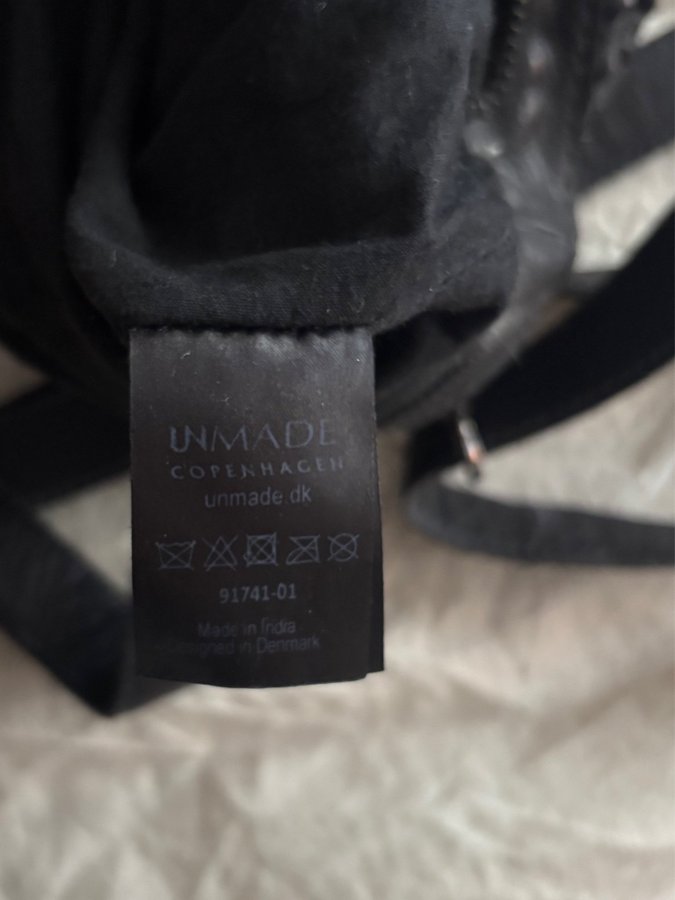 UNMADE
COPENHAGEN
unmade.dk
91741-01
Made in India
Designed in Denmark